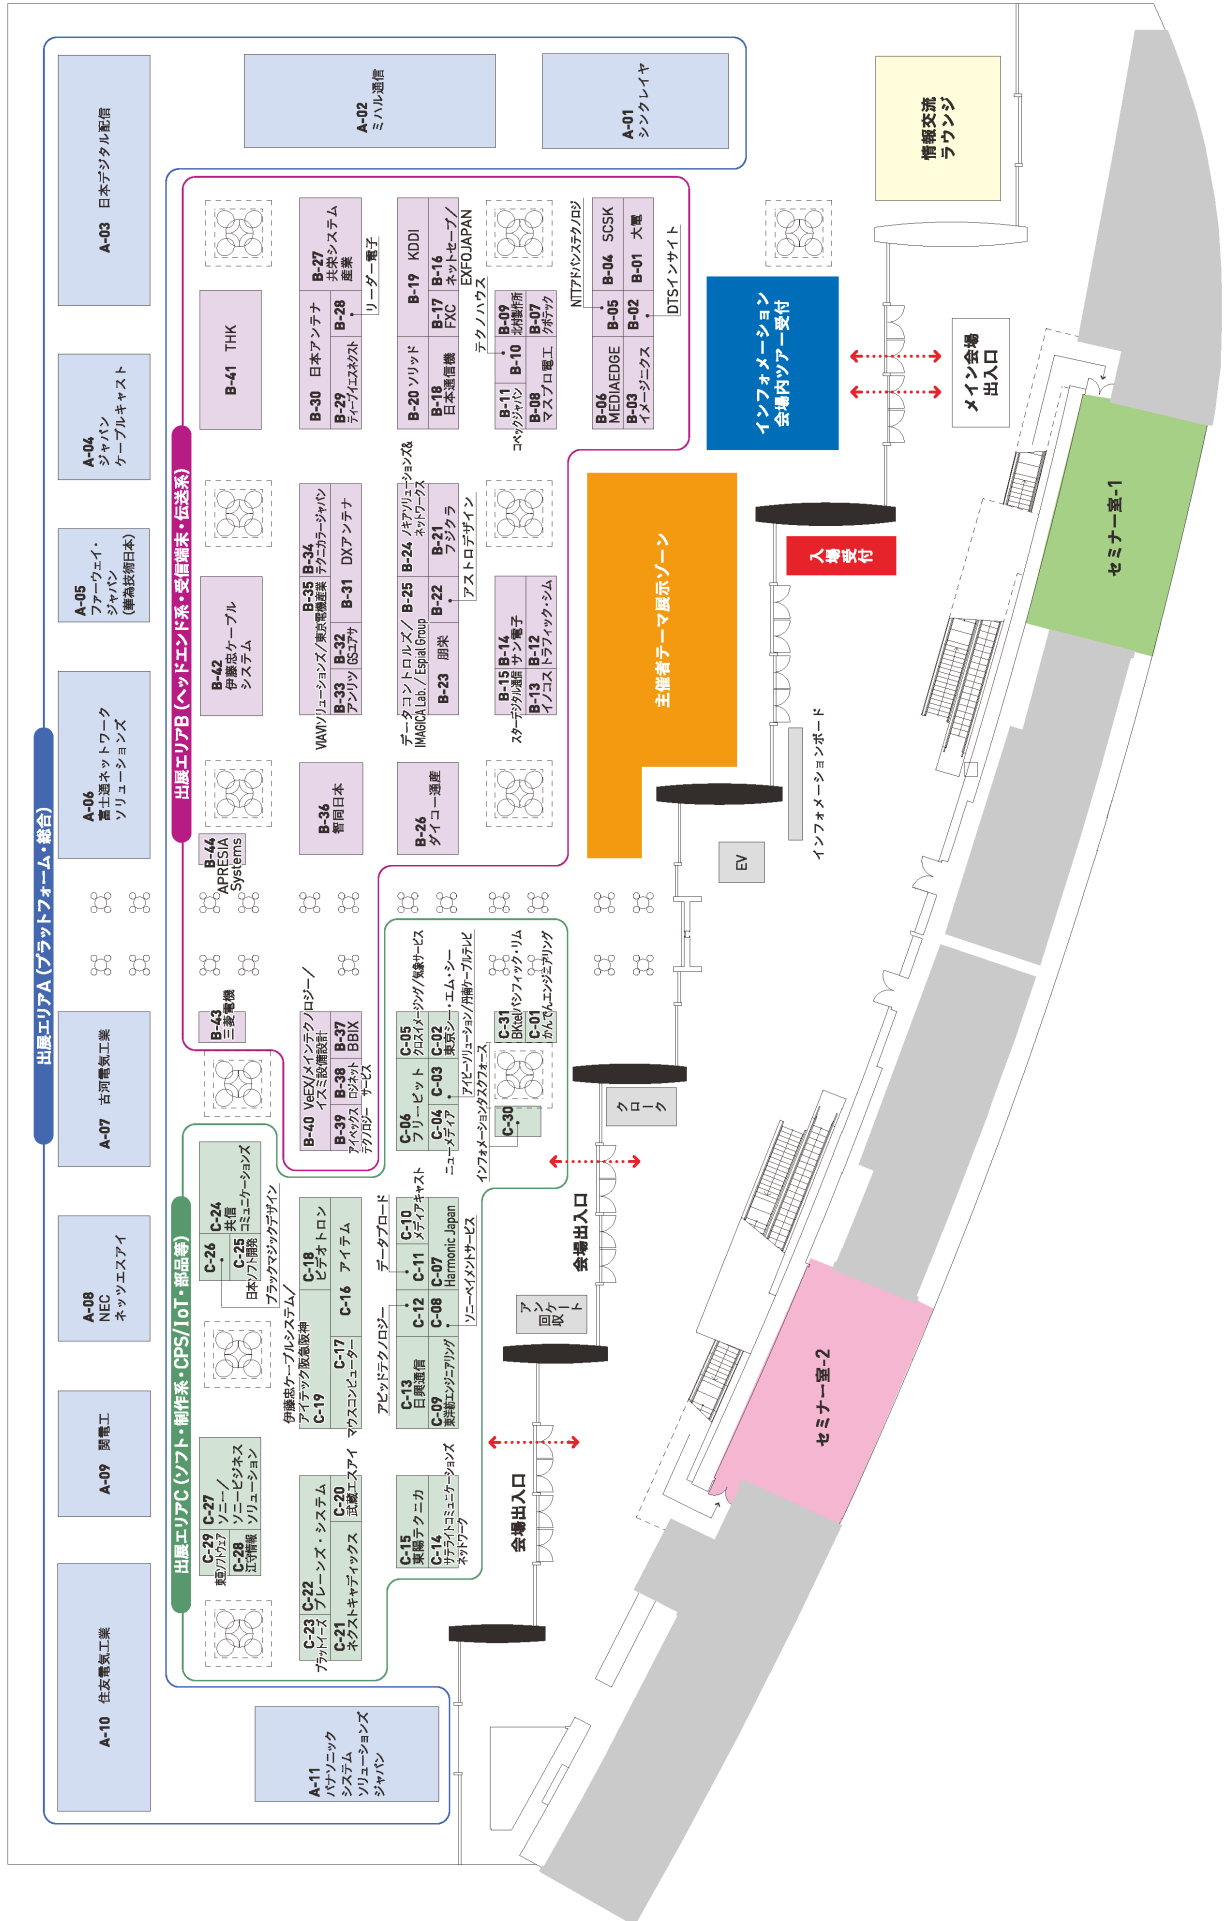 出展エリアA(プラットフォーム・総合)
A-01
シンクレイヤ
A-02
ミハル通信
A-03 日本デジタル配信
A-04
ジャパン
ケーブルキャスト
A-05
ファーウェイ・
ジャパン
(華為技術日本)
A-06
富士通ネットワーク
ソリューションズ
A-07 古河電気工業
A-08
NEC
ネッツエスアイ
A-09 関電工
A-10 住友電気工業
A-11
パナソニック
システム
ソリューションズ
ジャパン
出展エリアB(ヘッドエンド系・受信端末・伝送系)
B-41 THK
B-42
伊藤忠ケーブル
システム
B-44
APRESIA
Systems
B-43
三菱電機
B-27
共栄システム
産業
B-28
リーダー電子
B-30 日本アンテナ
B-29
ディーブイエスネクスト
B-34
テクニカラージャパン
B-35
VIAVIソリューションズ/東京電機産業
B-31 DXアンテナ
B-32
GSユアサ
B-33
アンリツ
B-36
智同日本
B-40 VeEX/メインテクノロジー/
イスミ設備設計
B-37
BBIX
B-38
ロジネット
サービス
B-39
アイベックス
テクノロジー
B-19 KDDI
B-16
ネットセーブ/
EXFOJAPAN
B-17
FXC
B-20 ソリッド
B-18
日本通信機
B-24
ノキアソリューションズ&
ネットワークス
B-25
データコントロルズ/
IMAGICA Lab. / Espial Group
B-21
フジクラ
B-22
アストロデザイン
B-23 朋栄
B-26
ダイコー通産
テクノハウス
B-09
北村製作所
B-07
クボテック
B-10
B-11
コペックジャパン
B-08
マスプロ電工
B-14
サン電子
B-15
スターデジタル通信
B-12
トラフィック・シム
B-13
イノコス
NTTアドバンステクノロジ
B-04 SCSK
B-01 大電
B-05
B-02
DTSインサイト
B-06
MEDIAEDGE
B-03
イメージニクス
出展エリアC(ソフト・制作系・CPS/IoT・部品等)
C-24
共信
コミュニケーションズ
C-26
C-25
日本ソフト開発
ブラックマジックデザイン
C-27
ソニー/
ソニービジネス
ソリューション
C-29
東亜ソフトウェア
C-28
江守情報
C-18
ビデオトロン
C-16 アイテム
伊藤忠ケーブルシステム/
アイテック阪急阪神
C-19
C-17
マウスコンピューター
C-22
ブレーンズ・システム
C-23
プラットイーズ
C-20
武蔵エスアイ
C-21
ネクストキャディックス
C-05
クロスイメージング/気象サービス
C-02
東京シー・エム・シー
C-06
フリービット
C-03
アイビーソリューション/丹南ケーブルテレビ
C-04
ニューメディア
データブロード
C-10
メディアキャスト
C-11
C-07
Harmonic Japan
アビッドテクノロジー
C-12
C-08
ソニーペイメントサービス
C-13
日興通信
C-09
東洋紡エンジニアリング
C-15
東陽テクニカ
C-14
サテライトコミュニケーションズ
ネットワーク
C-31
BKtelパシフィック・リム
C-01
かんでんエンジニアリング
C-30
インフォメーションタスクフォース
情報交流
ラウンジ
インフォメーション
会場内ツアー受付
メイン会場
出入口
主催者テーマ展示ゾーン
入場
受付
インフォメーションボード
EV
クローク
会場出入口
アン
ケート
回収
会場出入口
セミナー室-1
セミナー室-2